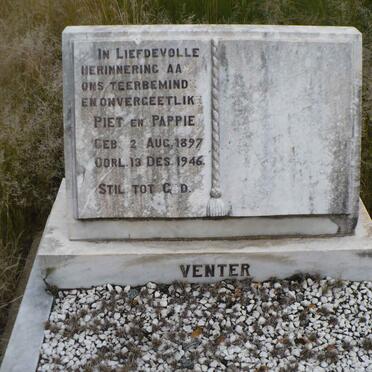 IN LIEFDEVOLLE
HERINNERING AA
ONS TEERBEMIND
EN ONVERGEETLIK
PIET EN PAPPIE
GEB. 2 AUG. 1897
OORL. 13 DES. 1946.
STIL TOT G D.
VENTER